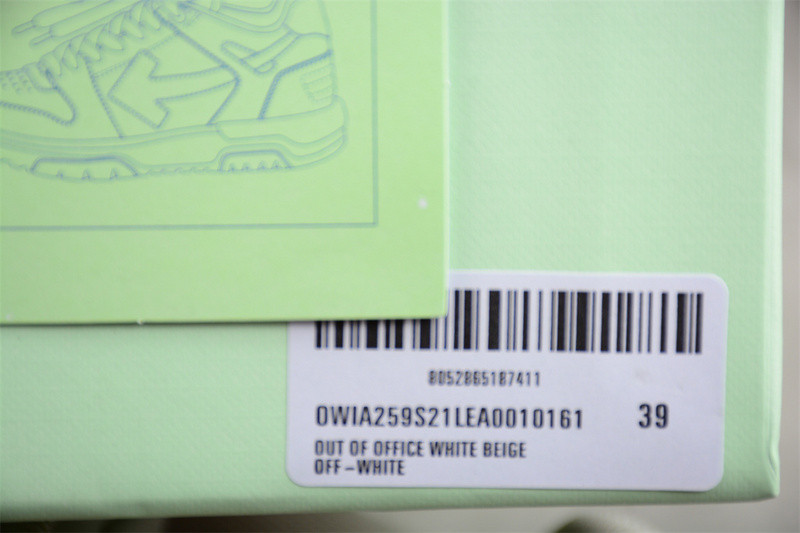 8052865187411
OWIA259S21LEA0010161 39
OUT OF OFFICE WHITE BEIGE
OFF-WHITE